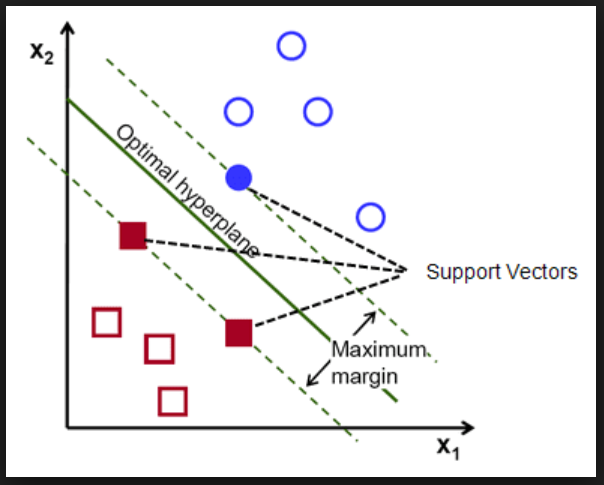 x₂
Optimal hyperplane
Support Vectors
Maximum
margin
x₁